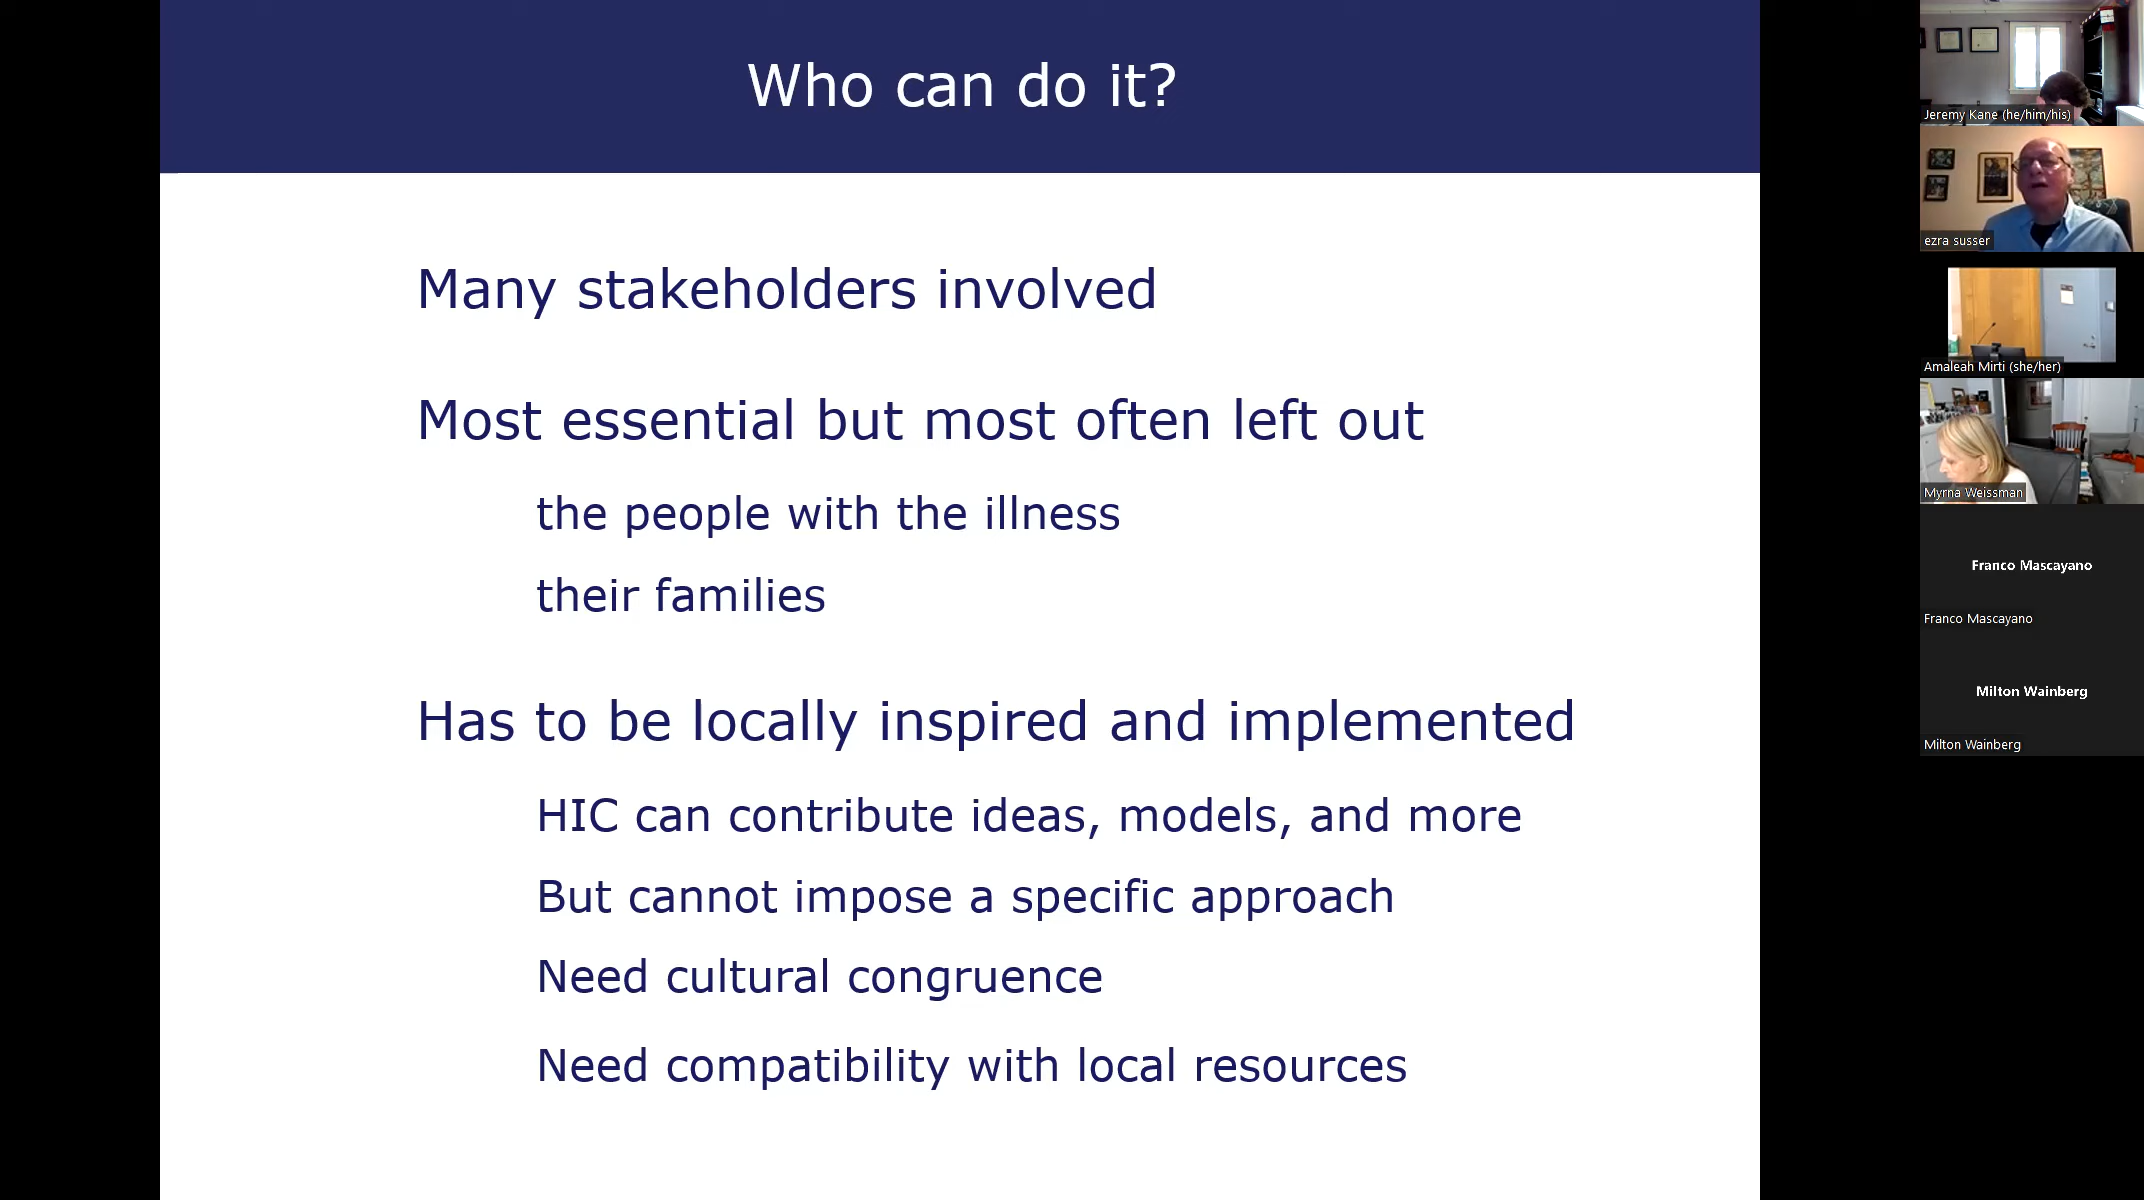 Who can do it?
Many stakeholders involved
Most essential but most often left out
the people with the illness
their families
Has to be locally inspired and implemented
HIC can contribute ideas, models, and more
But cannot impose a specific approach
Need cultural congruence
Need compatibility with local resources
Jeremy Kane (he/him/his)
ezra susser
Amaleah Mirti (she/her)
Myrna Weissman
Franco Mascayano
Franco Mascayano
Milton Wainberg
Milton Wainberg